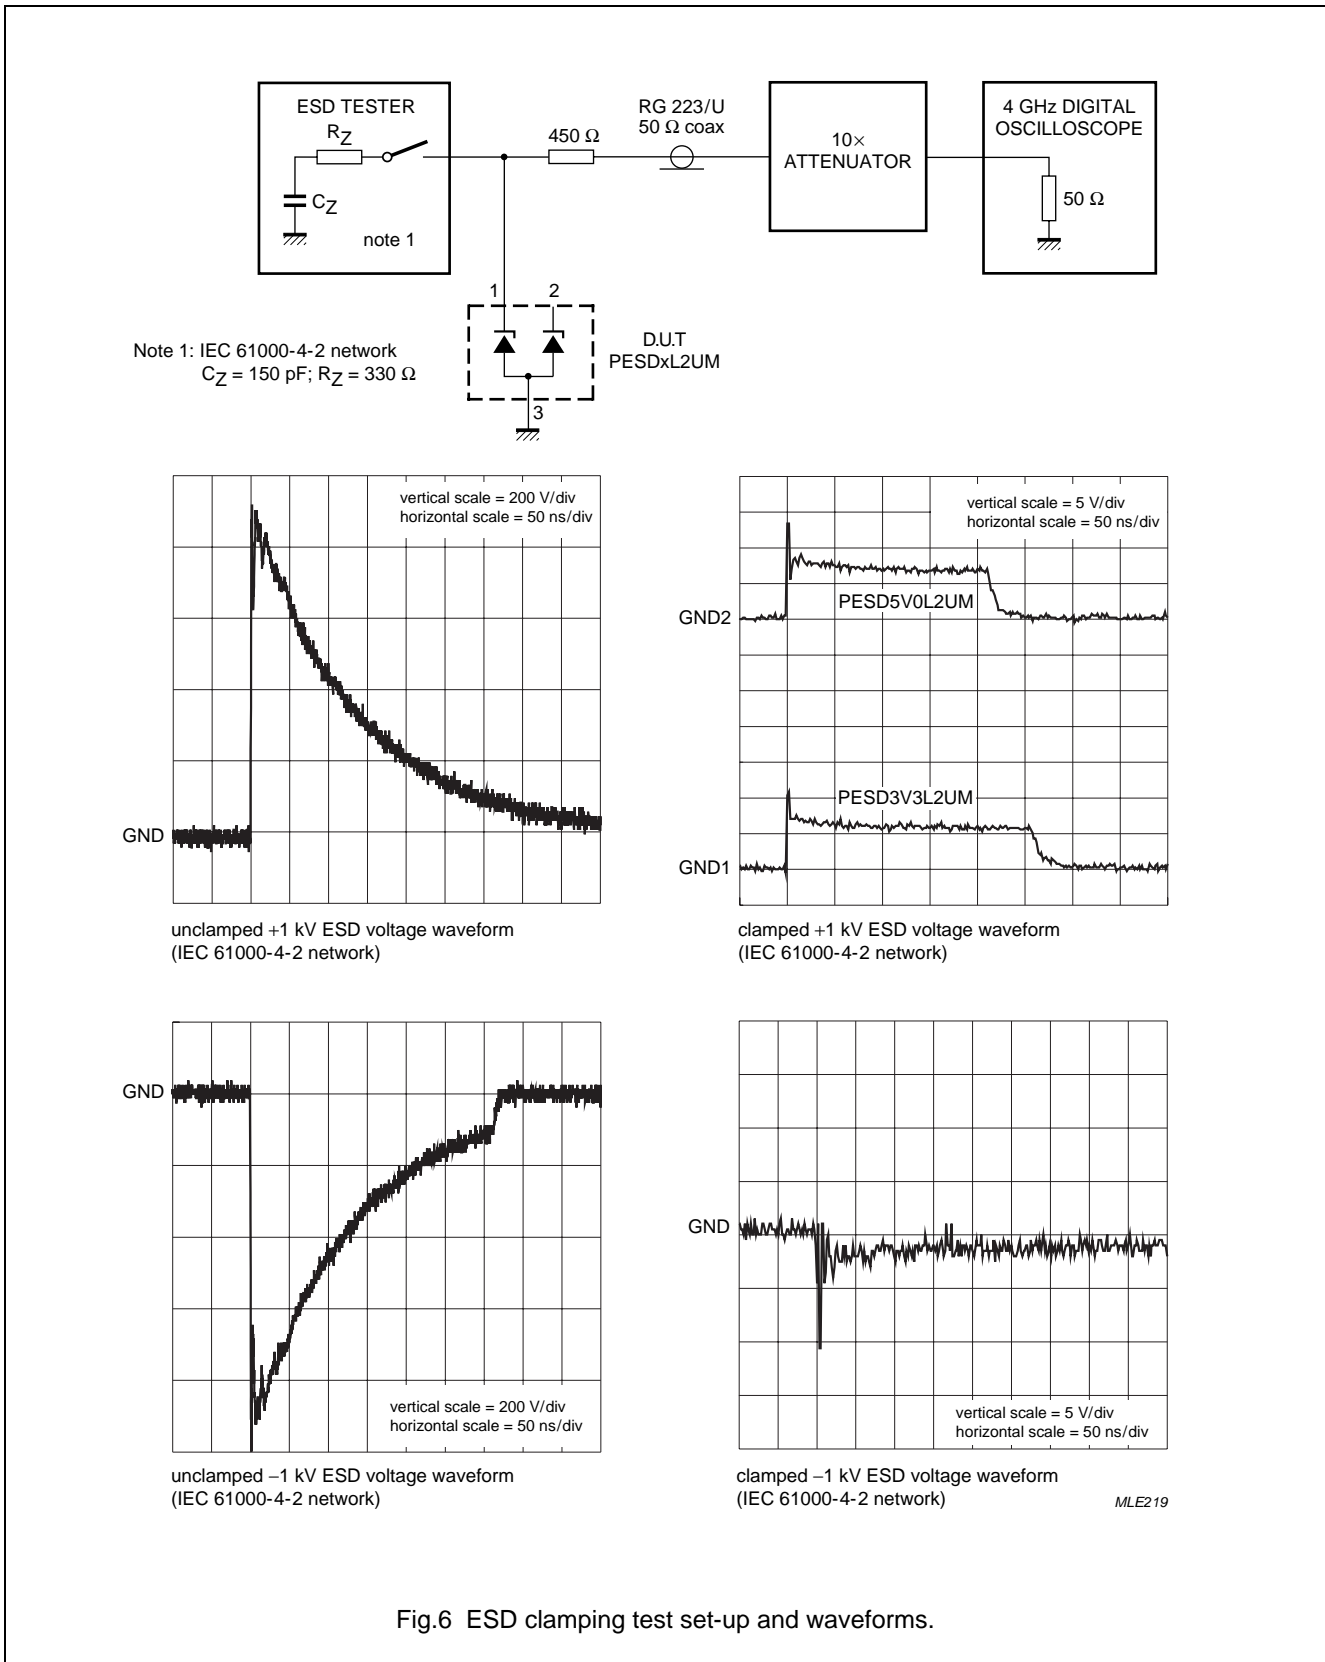 ESD TESTER
RZ
CZ
note 1
450 Ω
RG 223/U
50 Ω coax
10×
ATTENUATOR
4 GHz DIGITAL
OSCILLOSCOPE
50 Ω
1
2
3
D.U.T
PESDxL2UM
Note 1: IEC 61000-4-2 network
CZ = 150 pF; RZ = 330 Ω
vertical scale = 200 V/div
horizontal scale = 50 ns/div
GND
unclamped +1 kV ESD voltage waveform
(IEC 61000-4-2 network)
vertical scale = 5 V/div
horizontal scale = 50 ns/div
GND2
PESD5V0L2UM
PESD3V3L2UM
GND1
clamped +1 kV ESD voltage waveform
(IEC 61000-4-2 network)
GND
vertical scale = 200 V/div
horizontal scale = 50 ns/div
unclamped −1 kV ESD voltage waveform
(IEC 61000-4-2 network)
GND
vertical scale = 5 V/div
horizontal scale = 50 ns/div
clamped −1 kV ESD voltage waveform
(IEC 61000-4-2 network)
MLE219
Fig.6 ESD clamping test set-up and waveforms.